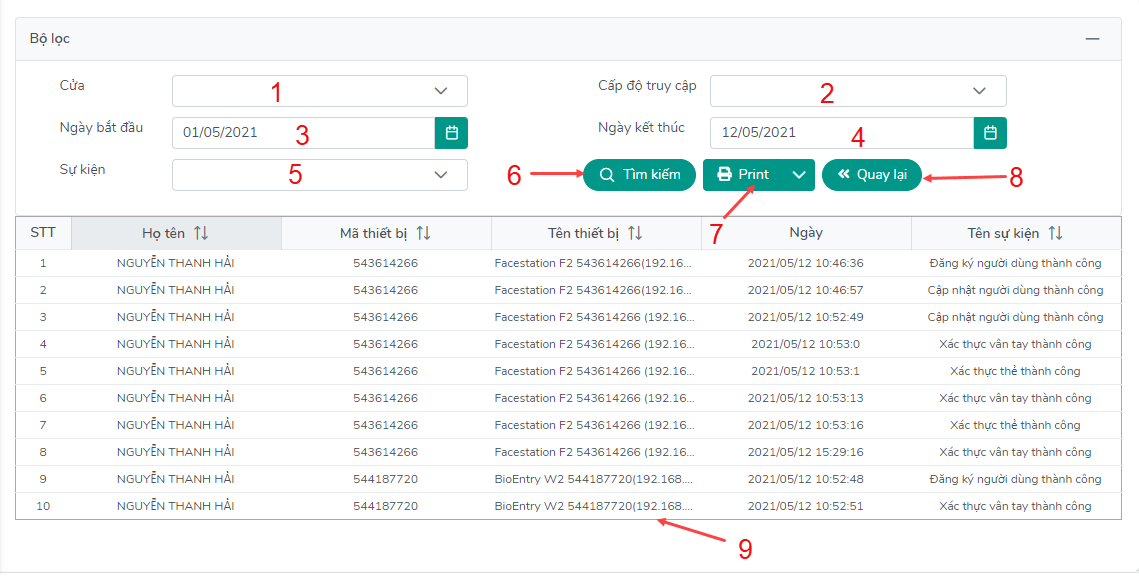 Bộ lọc
Cửa 1 Cấp độ truy cập 2
Ngày bắt đầu 01/05/2021 3 Ngày kết thúc 12/05/2021 4
Sự kiện 5 6 Tìm kiếm Print Quay lại 8
7
STT Họ tên Mã thiết bị Tên thiết bị Ngày Tên sự kiện
1 NGUYỄN THANH HẢI 543614266 Facestation F2 543614266(192.16... 2021/05/12 10:46:36 Đăng ký người dùng thành công
2 NGUYỄN THANH HẢI 543614266 Facestation F2 543614266(192.16... 2021/05/12 10:46:57 Cập nhật người dùng thành công
3 NGUYỄN THANH HẢI 543614266 Facestation F2 543614266 (192.16... 2021/05/12 10:52:49 Cập nhật người dùng thành công
4 NGUYỄN THANH HẢI 543614266 Facestation F2 543614266 (192.16... 2021/05/12 10:53:0 Xác thực vân tay thành công
5 NGUYỄN THANH HẢI 543614266 Facestation F2 543614266 (192.16... 2021/05/12 10:53:1 Xác thực thẻ thành công
6 NGUYỄN THANH HẢI 543614266 Facestation F2 543614266 (192.16... 2021/05/12 10:53:13 Xác thực vân tay thành công
7 NGUYỄN THANH HẢI 543614266 Facestation F2 543614266 (192.16... 2021/05/12 10:53:16 Xác thực thẻ thành công
8 NGUYỄN THANH HẢI 543614266 Facestation F2 543614266 (192.16... 2021/05/12 15:29:16 Xác thực vân tay thành công
9 NGUYỄN THANH HẢI 544187720 BioEntry W2 544187720(192.168.... 2021/05/12 10:52:48 Đăng ký người dùng thành công
10 NGUYỄN THANH HẢI 544187720 BioEntry W2 544187720(192.168.... 2021/05/12 10:52:51 Xác thực vân tay thành công
9